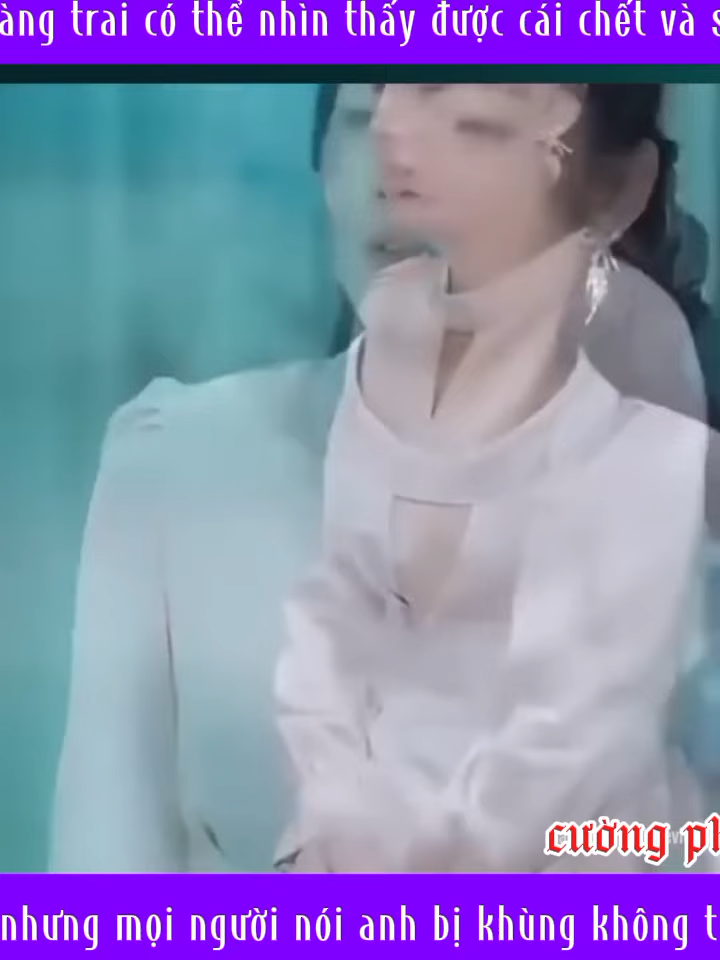 àng trai có thể nhìn thấy được cái chết và s
cường ph
nhưng mọi người nói anh bị khùng không t